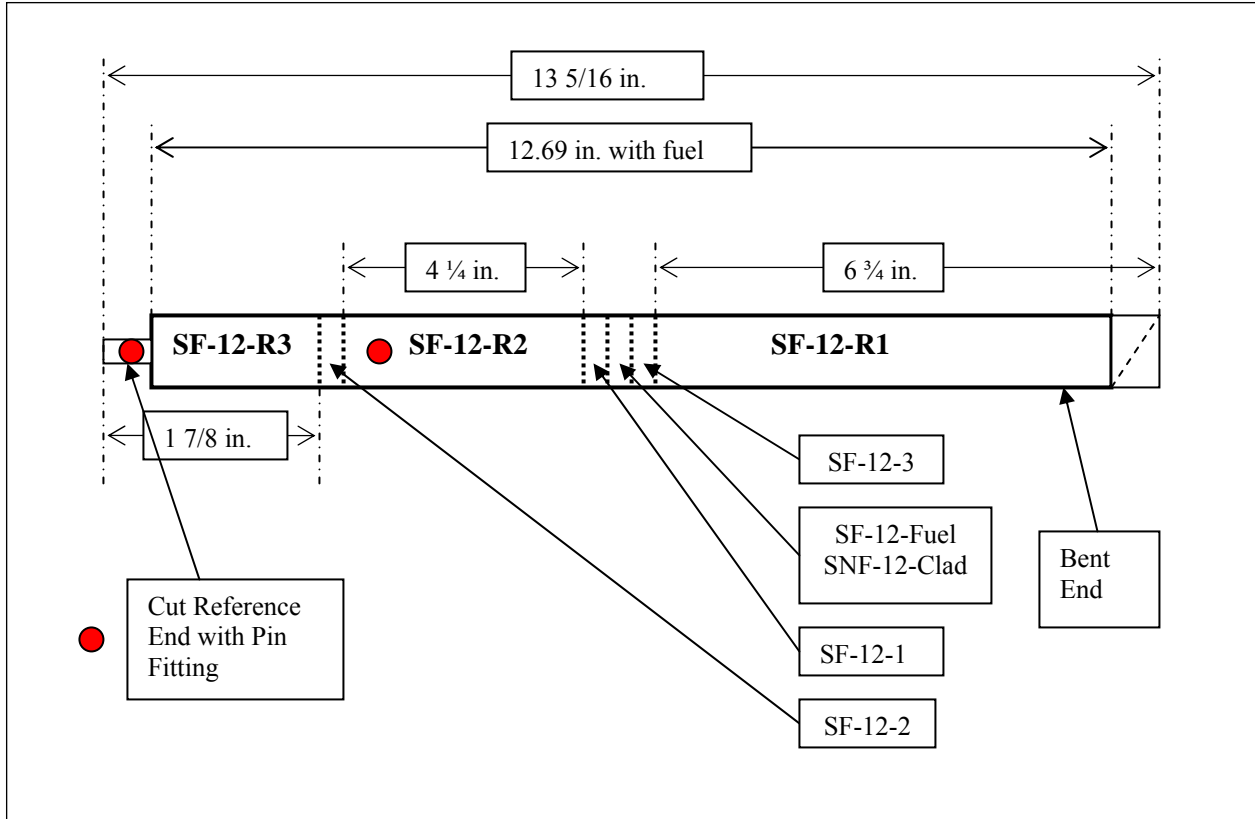 13 5/16 in.
12.69 in. with fuel
4 ¼ in.
6 ¾ in.
SF-12-R3
SF-12-R2
SF-12-R1
1 7/8 in.
SF-12-3
SF-12-Fuel
SNF-12-Clad
Bent
End
Cut Reference
End with Pin
Fitting
SF-12-1
SF-12-2